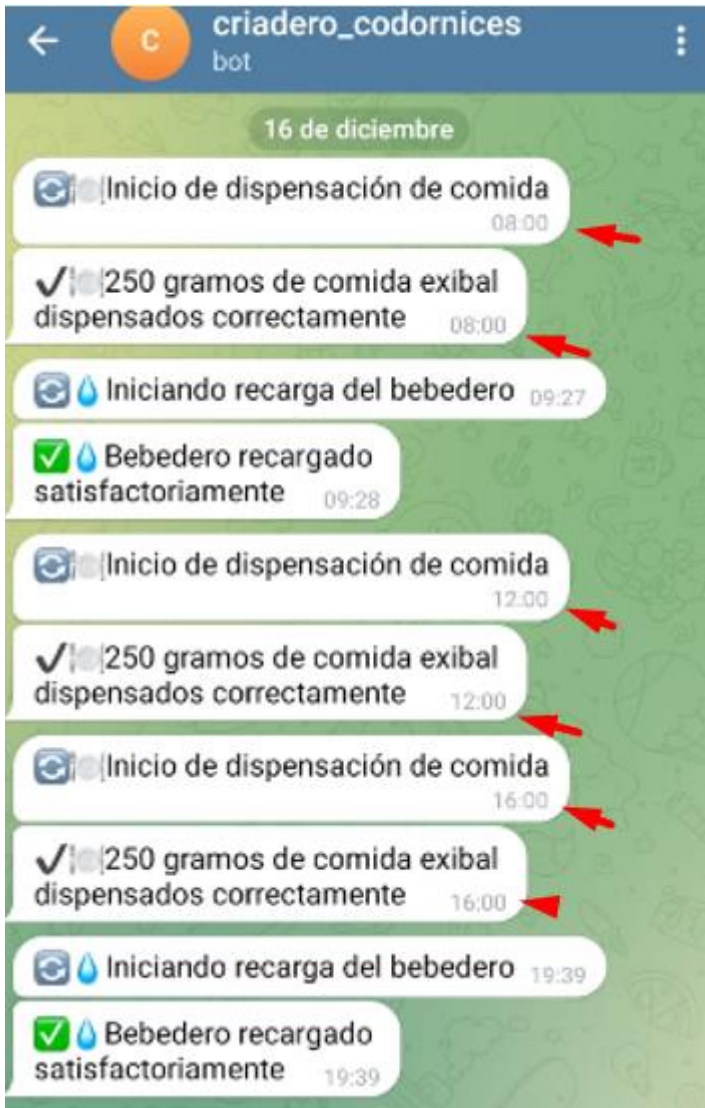 criadero_codornices
C
bot
16 de diciembre
Inicio de dispensación de comida
08:00
250 gramos de comida exibal
dispensados correctamente 08:00
Iniciando recarga del bebedero 09:27
Bebedero recargado
satisfactoriamente 09:28
Inicio de dispensación de comida
12:00
250 gramos de comida exibal
dispensados correctamente 12:00
Inicio de dispensación de comida
16:00
250 gramos de comida exibal
dispensados correctamente 16:00
Iniciando recarga del bebedero 19:39
Bebedero recargado
satisfactoriamente 19:39